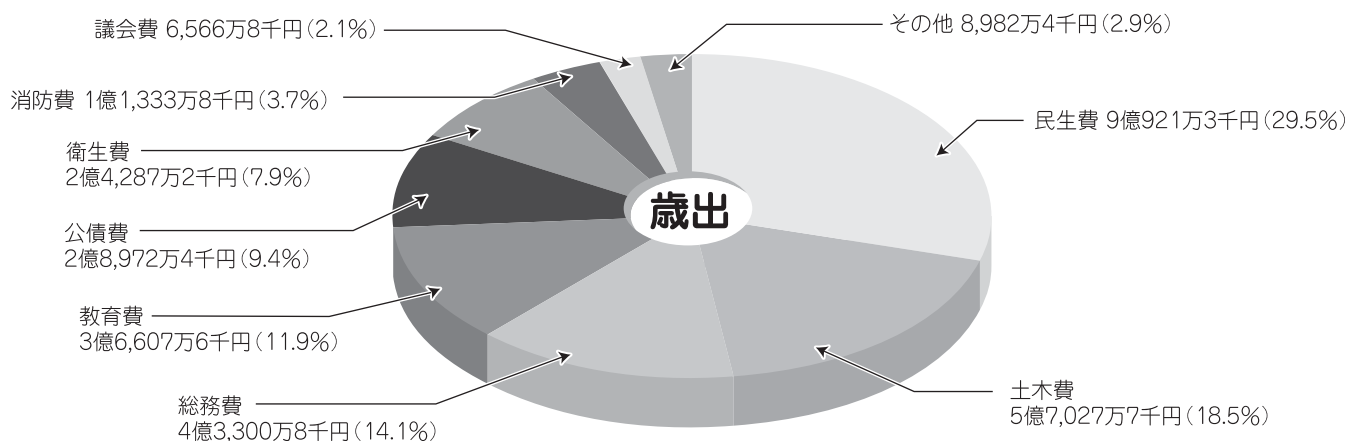 議会費 6,566万8千円(2.1%)
その他 8,982万4千円(2.9%)
消防費 1億1,333万8千円(3.7%)
民生費 9億921万3千円(29.5%)
衛生費
2億4,287万2千円(7.9%)
歳出
公債費
2億8,972万4千円(9.4%)
教育費
3億6,607万6千円(11.9%)
土木費
5億7,027万7千円(18.5%)
総務費
4億3,300万8千円(14.1%)